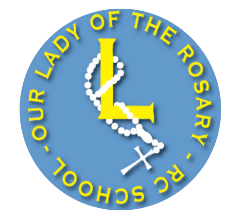 OUR LADY OF THE ROSARY - RC SCHOOL -
L